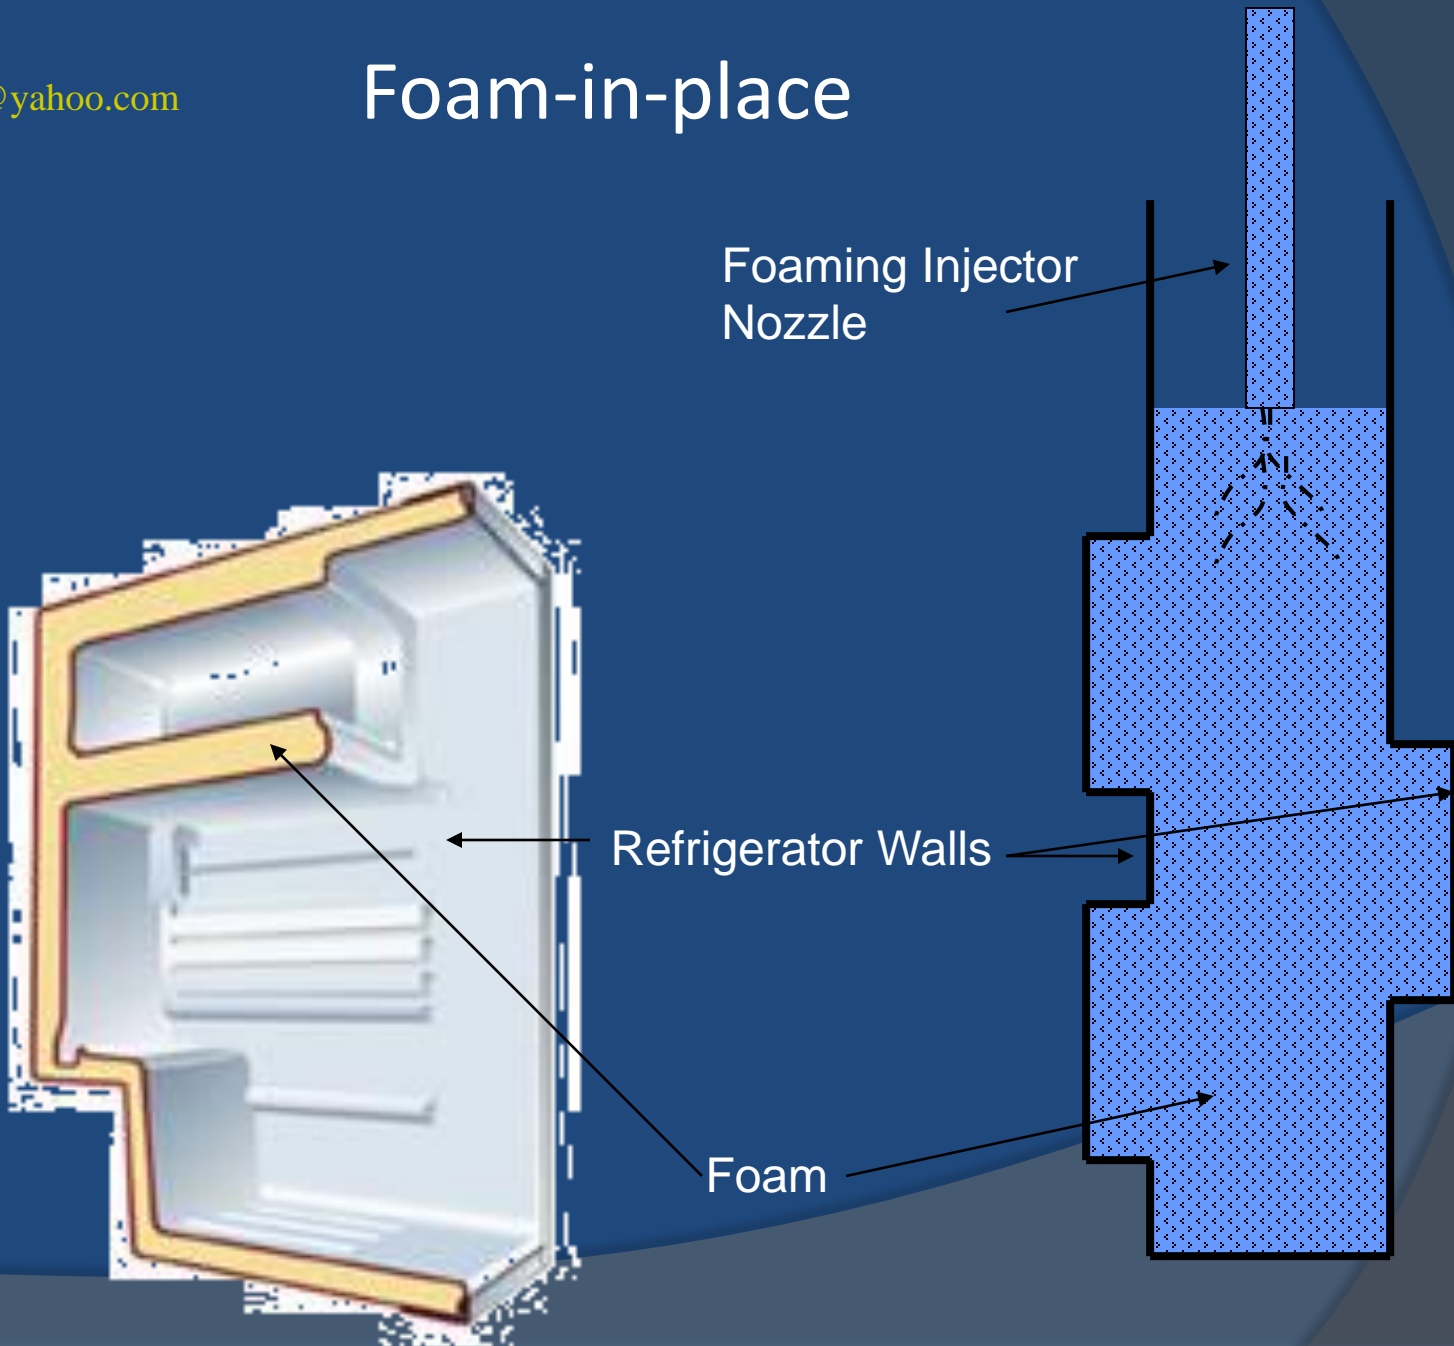 @yahoo.com
Foam-in-place
Foaming Injector
Nozzle
Refrigerator Walls
Foam